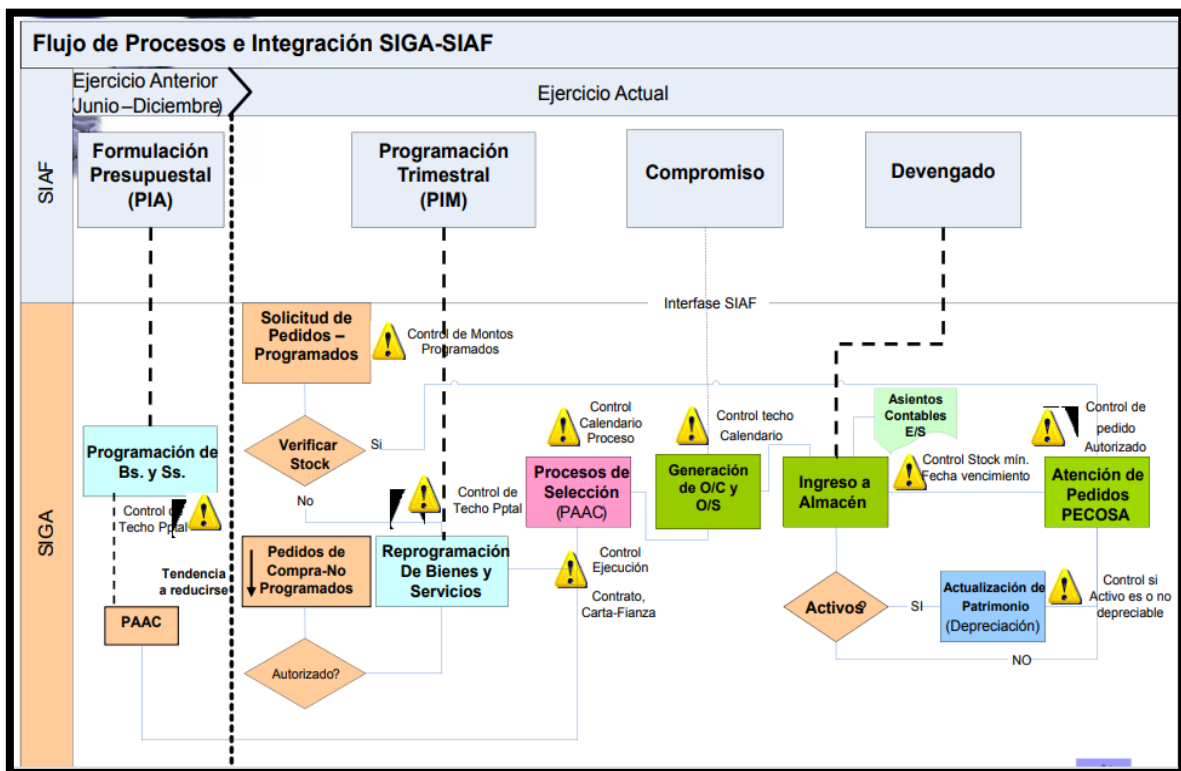 Flujo de Procesos e Integración SIGA-SIAF
Ejercicio Anterior
(Junio –Diciembre)
Ejercicio Actual
SIAF
Formulación
Presupuestal
(PIA)
Programación
Trimestral
(PIM)
Compromiso
Devengado
Interfase SIAF
SIGA
Solicitud de
Pedidos –
Programados
Control de Montos
Programados
Verificar
Stock
Si
No
Programación de
Bs. y Ss.
Control de
Techo Pptal
Tendencia
a reducirse
PAAC
Pedidos de
Compra-No
Programados
Autorizado?
Control de
Techo Pptal
Reprogramación
De Bienes y
Servicios
Control
Calendario
Proceso
Procesos de
Selección
(PAAC)
Control
Ejecución
Contrato,
Carta-Fianza
Control techo
Calendario
Generación
de O/C y
O/S
Asientos
Contables
E/S
Ingreso a
Almacén
Control Stock mín.
Fecha vencimiento
Control de
pedido
Autorizado
Atención de
Pedidos
PECOSA
Activos?
SI
Actualización de
Patrimonio
(Depreciación)
Control si
Activo es o no
depreciable
NO